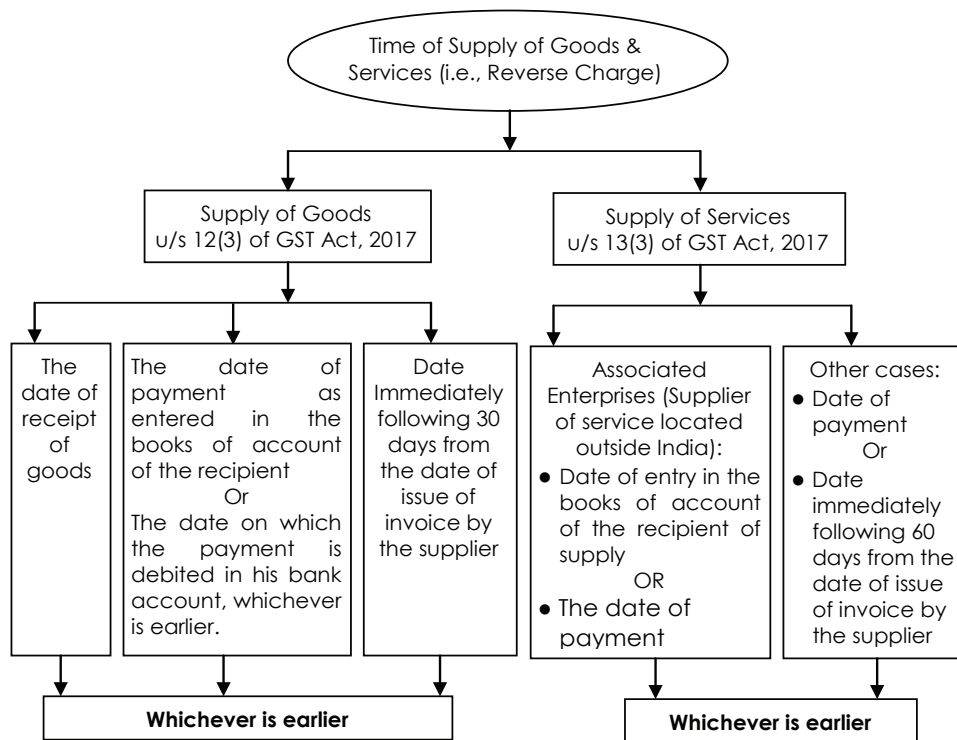 Time of Supply of Goods &
Services (i.e., Reverse Charge)
Supply of Goods
u/s 12(3) of GST Act, 2017
Supply of Services
u/s 13(3) of GST Act, 2017
The
date of
receipt
of
goods
The date of
payment as
entered in the
books of account
of the recipient
Or
The date on which
the payment is
debited in his bank
account, whichever
is earlier.
Date
Immediately
following 30
days from
the date of
issue of
invoice by
the supplier
Associated
Enterprises (Supplier
of service located
outside India):
● Date of entry in the
books of account
of the recipient of
supply
OR
● The date of
payment
Other cases:
● Date of
payment
Or
● Date
immediately
following 60
days from the
date of issue
of invoice by
the supplier
Whichever is earlier
Whichever is earlier